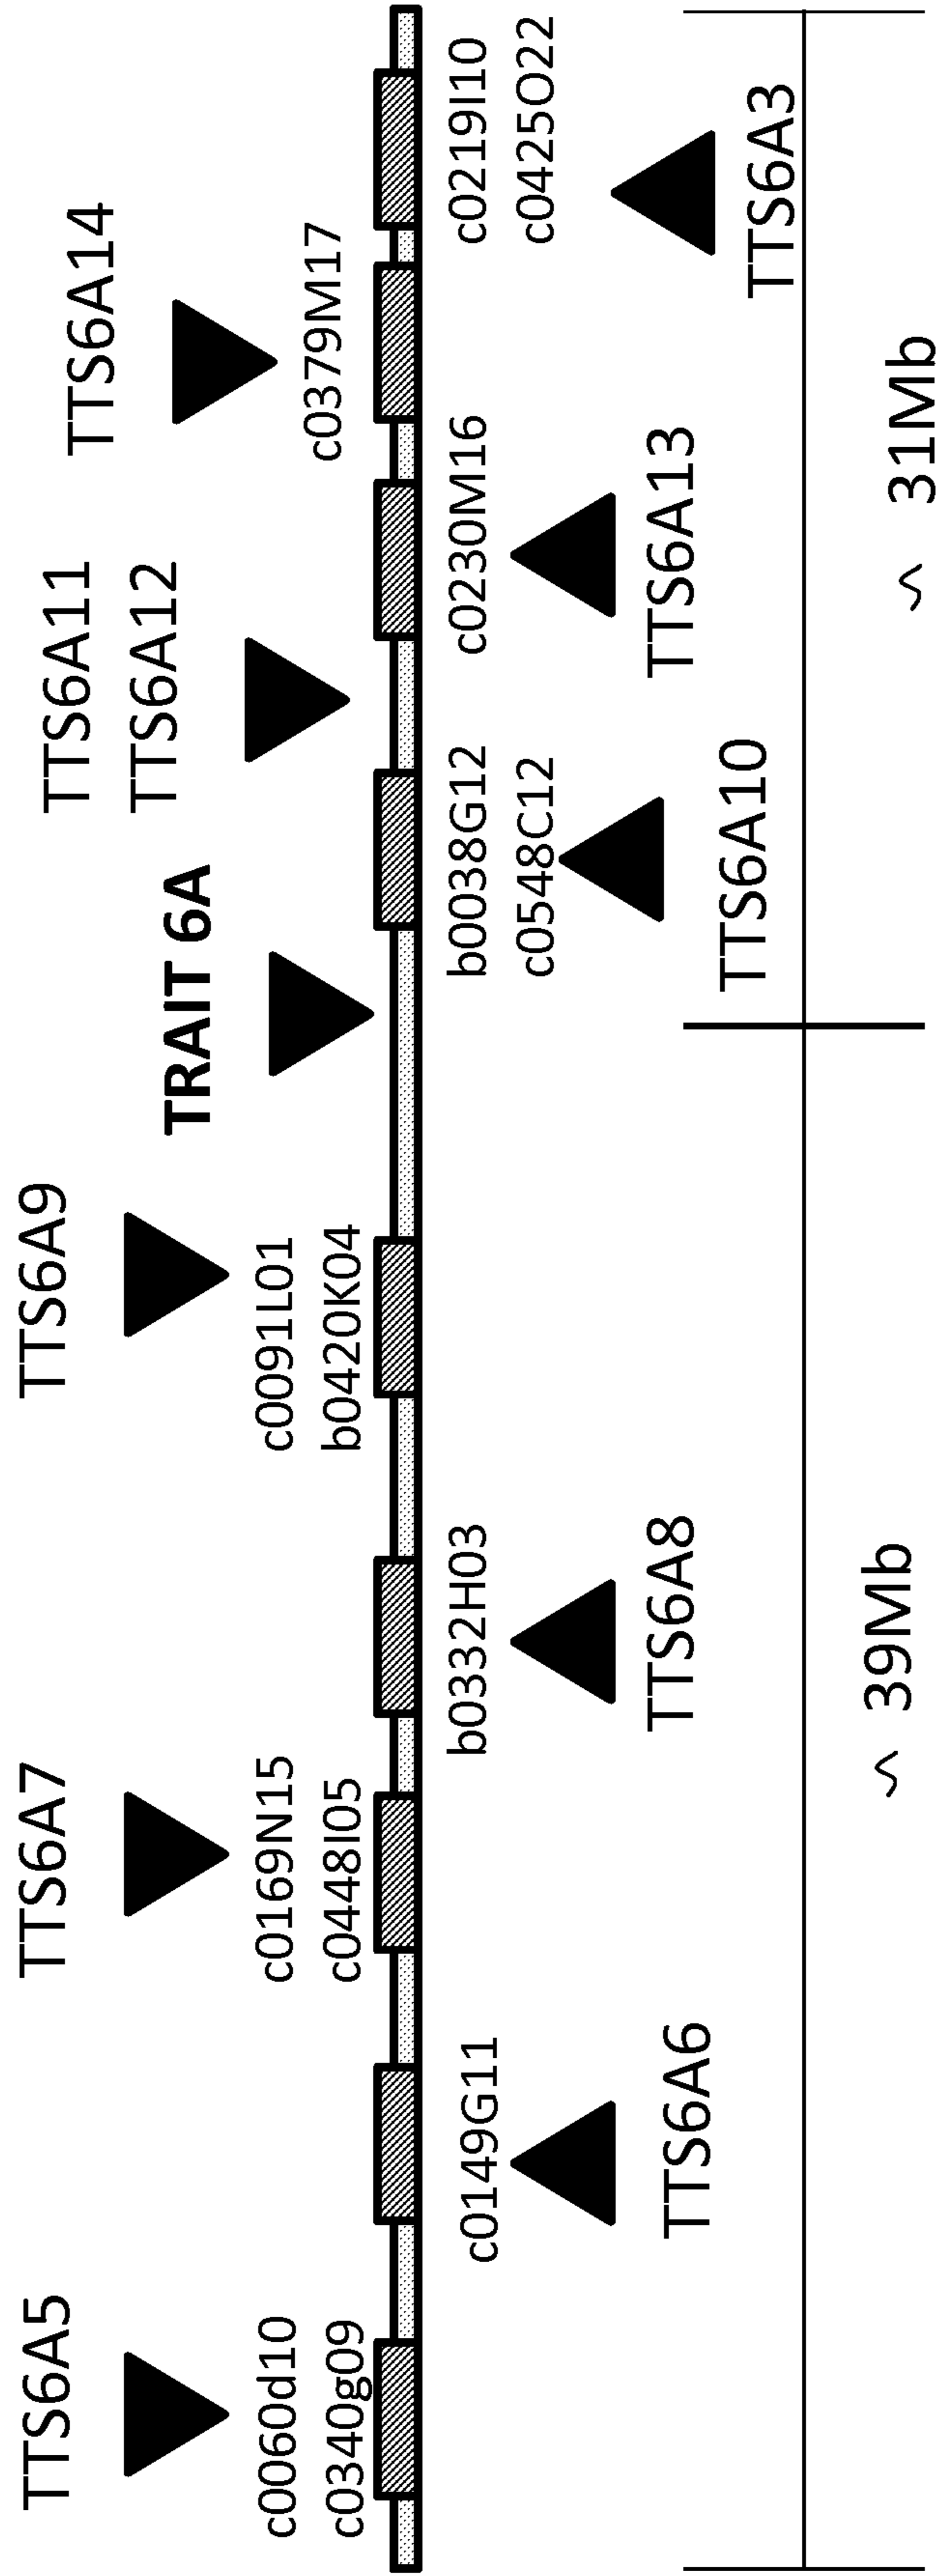 TTS6A5
c0060d10
c0340g09
c0149G11
TTS6A6
TTS6A7
c0169N15
c0448I05
b0332H03
TTS6A8
TTS6A9
c0091L01
b0420K04
TRAIT 6A
b0038G12
c0548C12
TTS6A10
TTS6A11
TTS6A12
c0230M16
TTS6A13
TTS6A14
c0379M17
c0219I10
c0425O22
TTS6A3
~ 39Mb
~ 31Mb